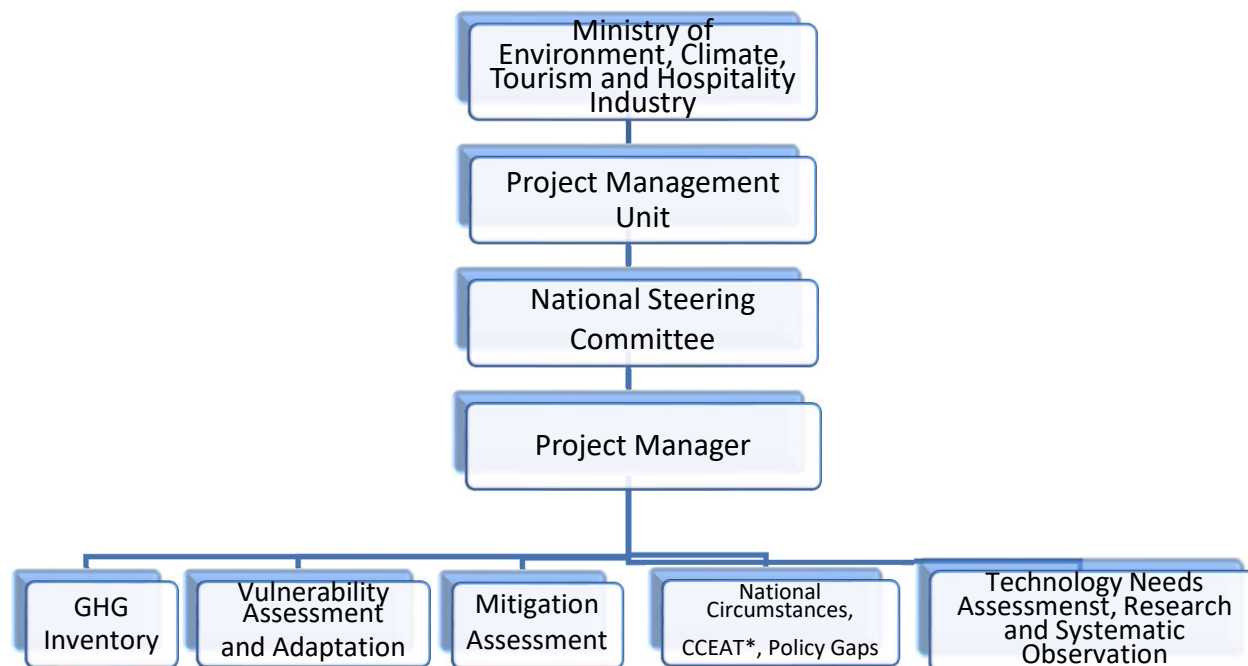 Ministry of
Environment, Climate,
Tourism and Hospitality
Industry
Project Management
Unit
National Steering
Committee
Project Manager
GHG
Inventory
Vulnerability
Assessment
and Adaptation
Mitigation
Assessment
National
Circumstances,
CCEAT*, Policy Gaps
Technology Needs
Assessmenst, Research
and Systematic
Observation